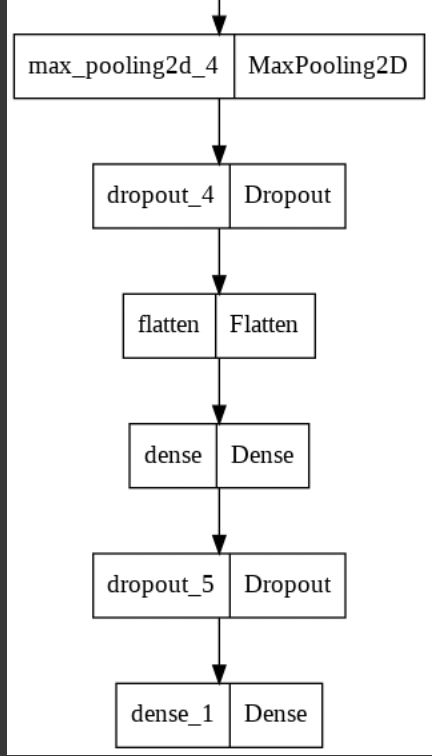 max_pooling2d_4 MaxPooling2D
dropout_4 Dropout
flatten Flatten
dense Dense
dropout_5 Dropout
dense_1 Dense